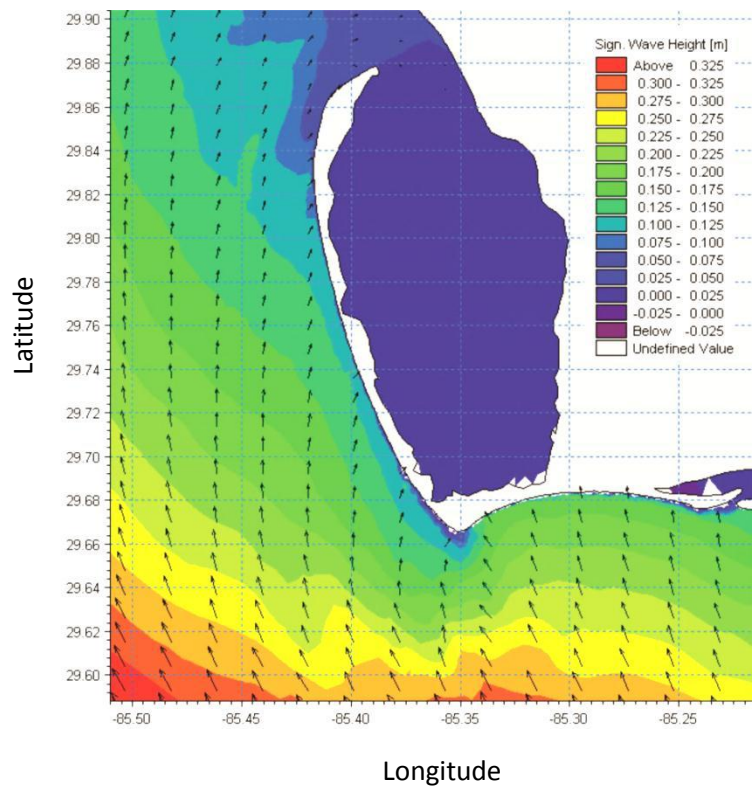 29.90
29.88
29.86
29.84
29.82
29.80
29.78
29.76
29.74
29.72
29.70
29.68
29.66
29.64
29.62
29.60
Latitude
Sign. Wave Height [m]
Above 0.325
0.300 - 0.325
0.275 - 0.300
0.250 - 0.275
0.225 - 0.250
0.200 - 0.225
0.175 - 0.200
0.150 - 0.175
0.125 - 0.150
0.100 - 0.125
0.075 - 0.100
0.050 - 0.075
0.025 - 0.050
0.000 - 0.025
-0.025 - 0.000
Below -0.025
Undefined Value
-85.50 -85.45 -85.40 -85.35 -85.30 -85.25
Longitude